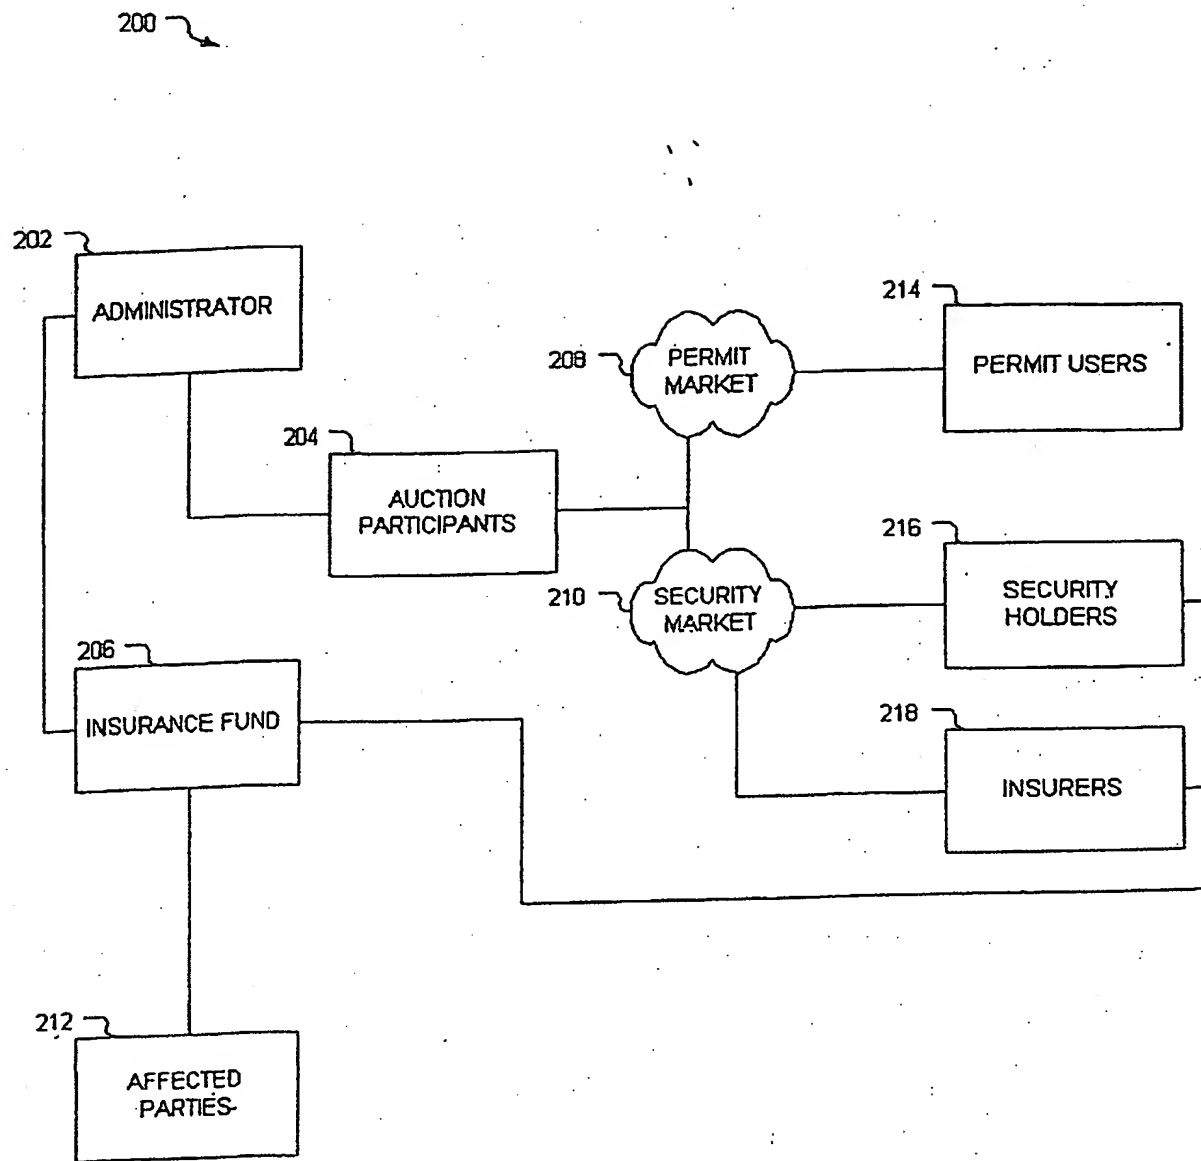 200
202
ADMINISTRATOR
204
AUCTION
PARTICIPANTS
206
INSURANCE FUND
208
PERMIT
MARKET
210
SECURITY
MARKET
212
AFFECTED
PARTIES
214
PERMIT USERS
216
SECURITY
HOLDERS
218
INSURERS